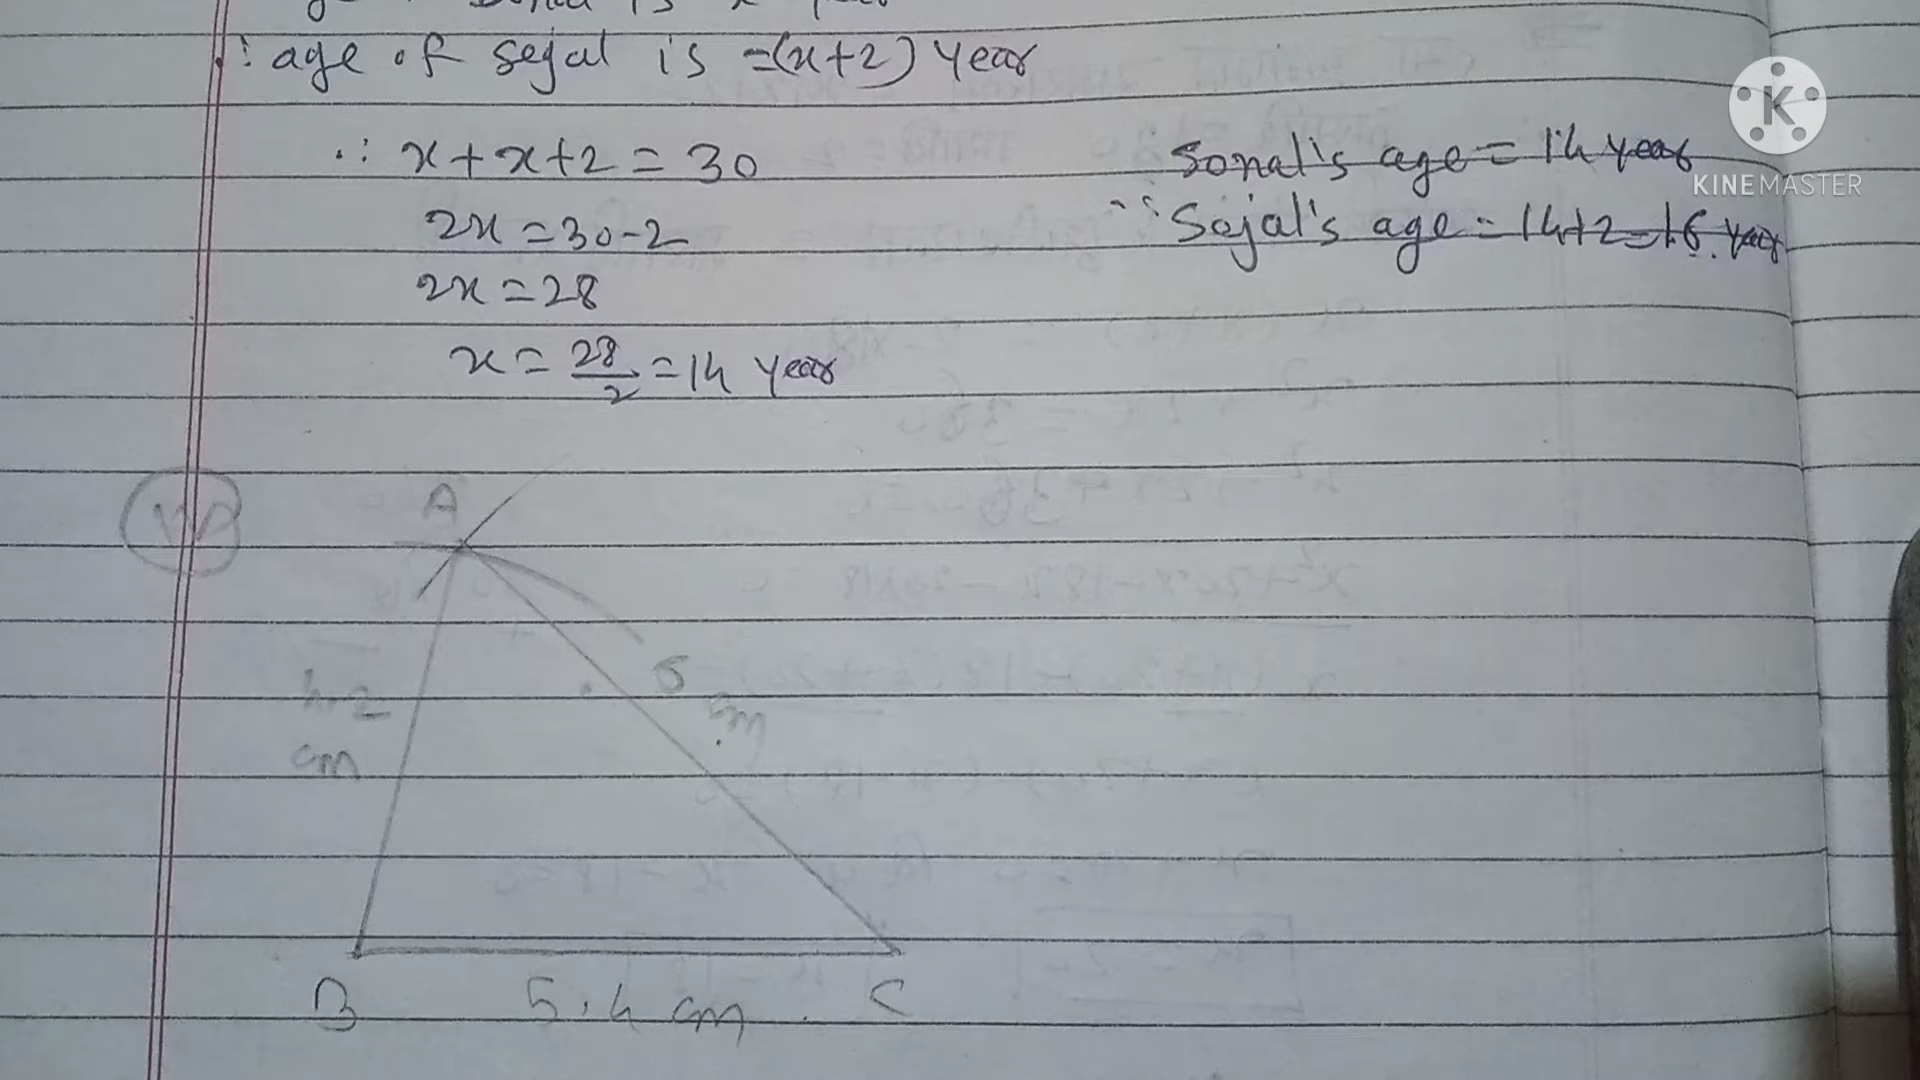 is
∴ age of sejal is =(x+2) year
∴ x+x+2=30
2x=30-2
2x=28
x=28/2=14 year
Sonal's age=14 year
∵ Sejal's age=14+2=16 year
K
KINEMASTER
A
4.2
cm
cm
B
5.4 cm
C